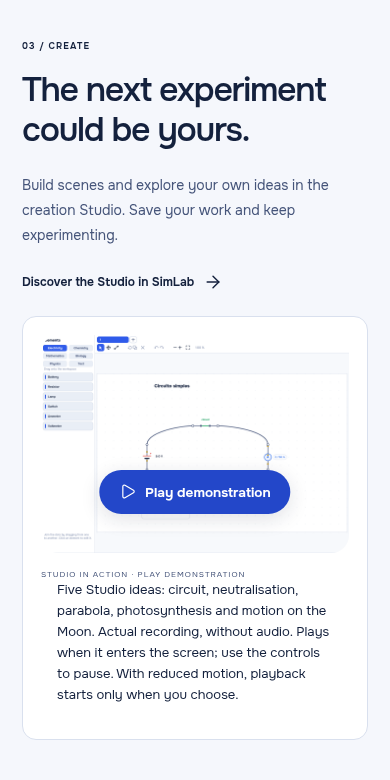 03 / CREATE
The next experiment
could be yours.
Build scenes and explore your own ideas in the
creation Studio. Save your work and keep
experimenting.
Discover the Studio in SimLab
Circuito simples
Play demonstration
STUDIO IN ACTION · PLAY DEMONSTRATION
Five Studio ideas: circuit, neutralisation,
parabola, photosynthesis and motion on the
Moon. Actual recording, without audio. Plays
when it enters the screen; use the controls
to pause. With reduced motion, playback
starts only when you choose.